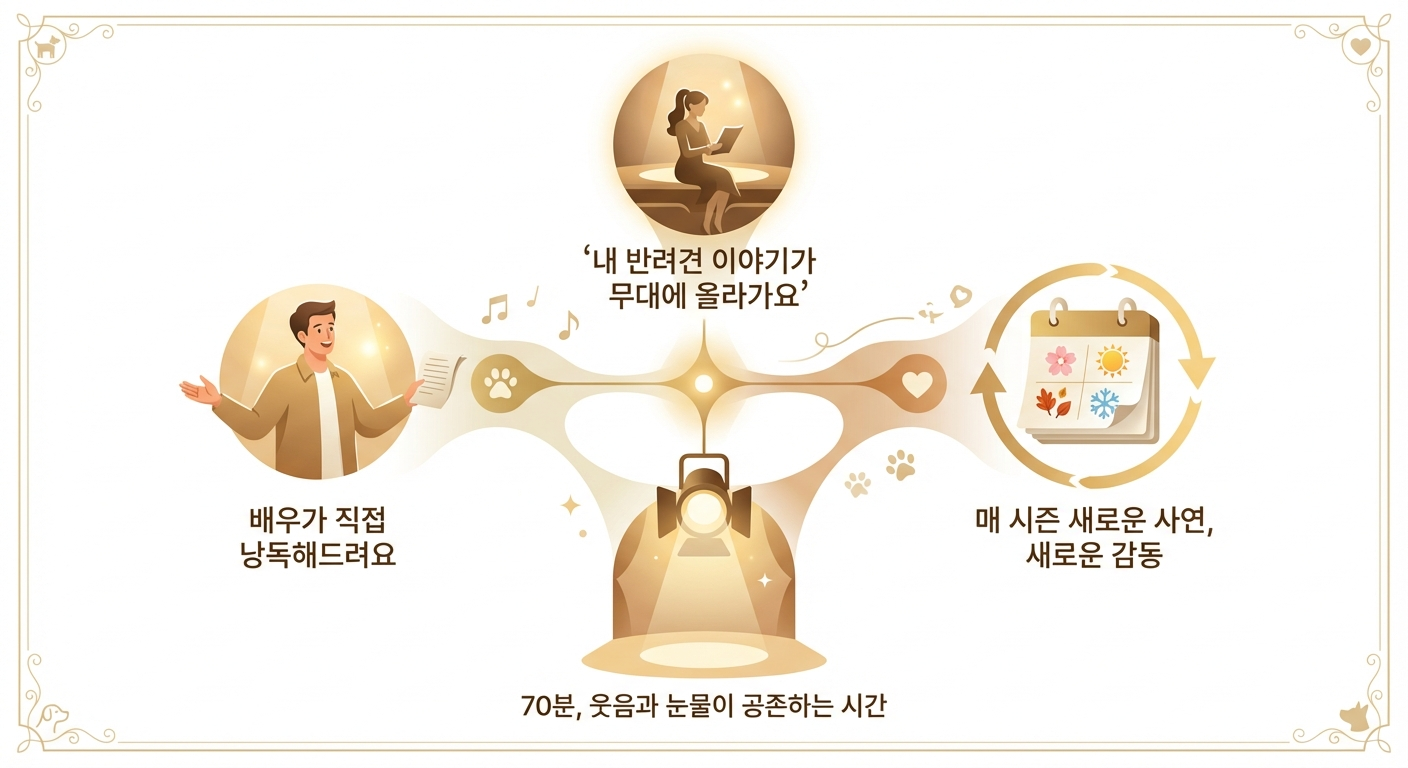 ‘내 반려견 이야기가
무대에 올라가요’
배우가 직접
낭독해드려요
매 시즌 새로운 사연,
새로운 감동
70분, 웃음과 눈물이 공존하는 시간